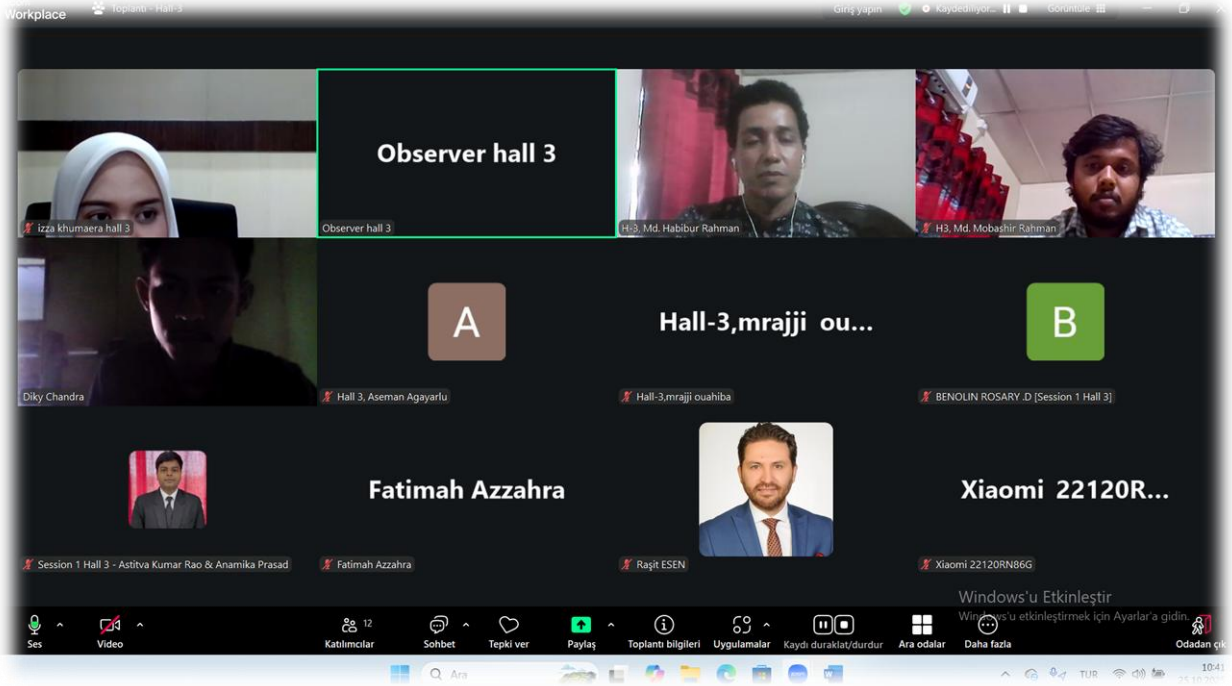 Workplace
Toplantı - Hall-3
Giriş yapın
Kaydediliyor...
Görüntüle
izza khumaera hall 3
Observer hall 3
Observer hall 3
H-3, Md. Habibur Rahman
H3, Md. Mobashir Rahman
Diky Chandra
A
Hall 3, Aseman Agayarlu
Hall-3,mrajji ou...
Hall-3,mrajji ouahiba
B
BENOLIN ROSARY .D [Session 1 Hall 3]
Session 1 Hall 3 - Astitva Kumar Rao & Anamika Prasad
Fatimah Azzahra
Fatimah Azzahra
Raşit ESEN
Xiaomi 22120R...
Xiaomi 22120RN86G
Windows'u Etkinleştir
Windows'u etkinleştirmek için Ayarlar'a gidin.
Ses
Video
12
Katılımcılar
Sohbet
Tepki ver
Paylaş
Toplantı bilgileri
Uygulamalar
Kaydı duraklat/durdur
Ara odalar
Daha fazla
Odadan çık
Ara
TUR
10:41